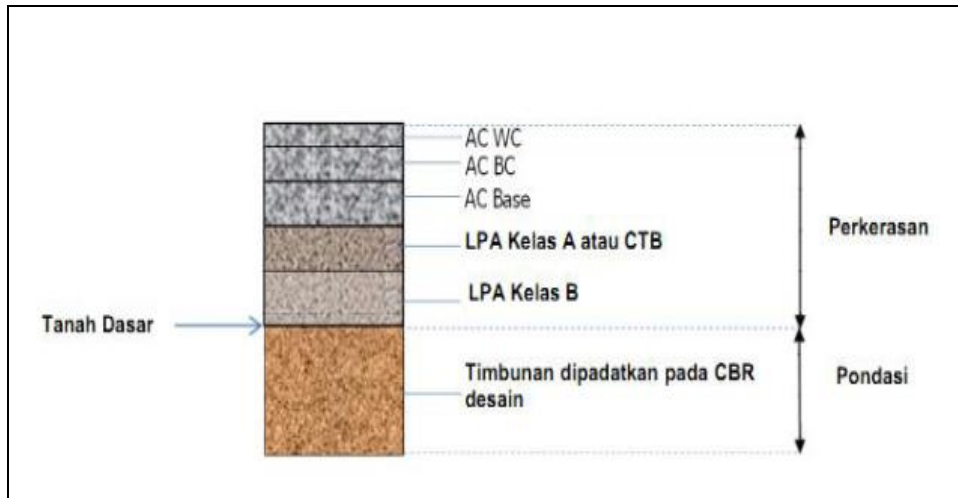 AC WC
AC BC
AC Base
Perkerasan
LPA Kelas A atau CTB
LPA Kelas B
Tanah Dasar
Timbunan dipadatkan pada CBR
desain
Pondasi